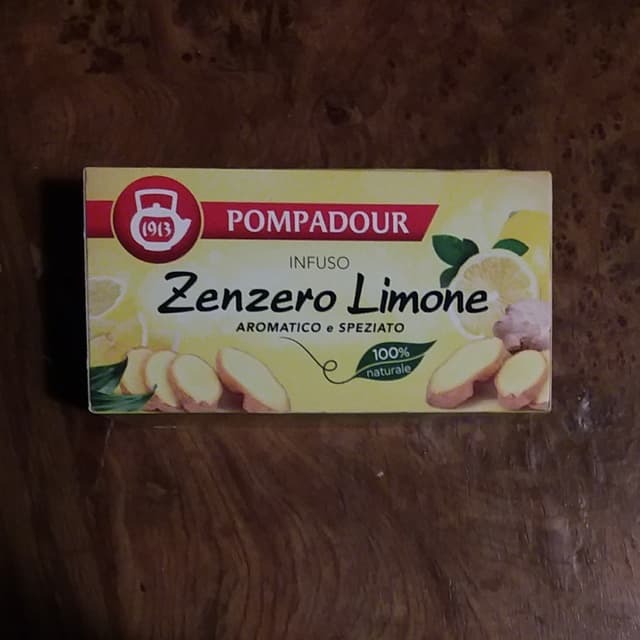 1913
POMPADOUR
INFUSO
Zenzero Limone
AROMATICO e SPEZIATO
100%
naturale